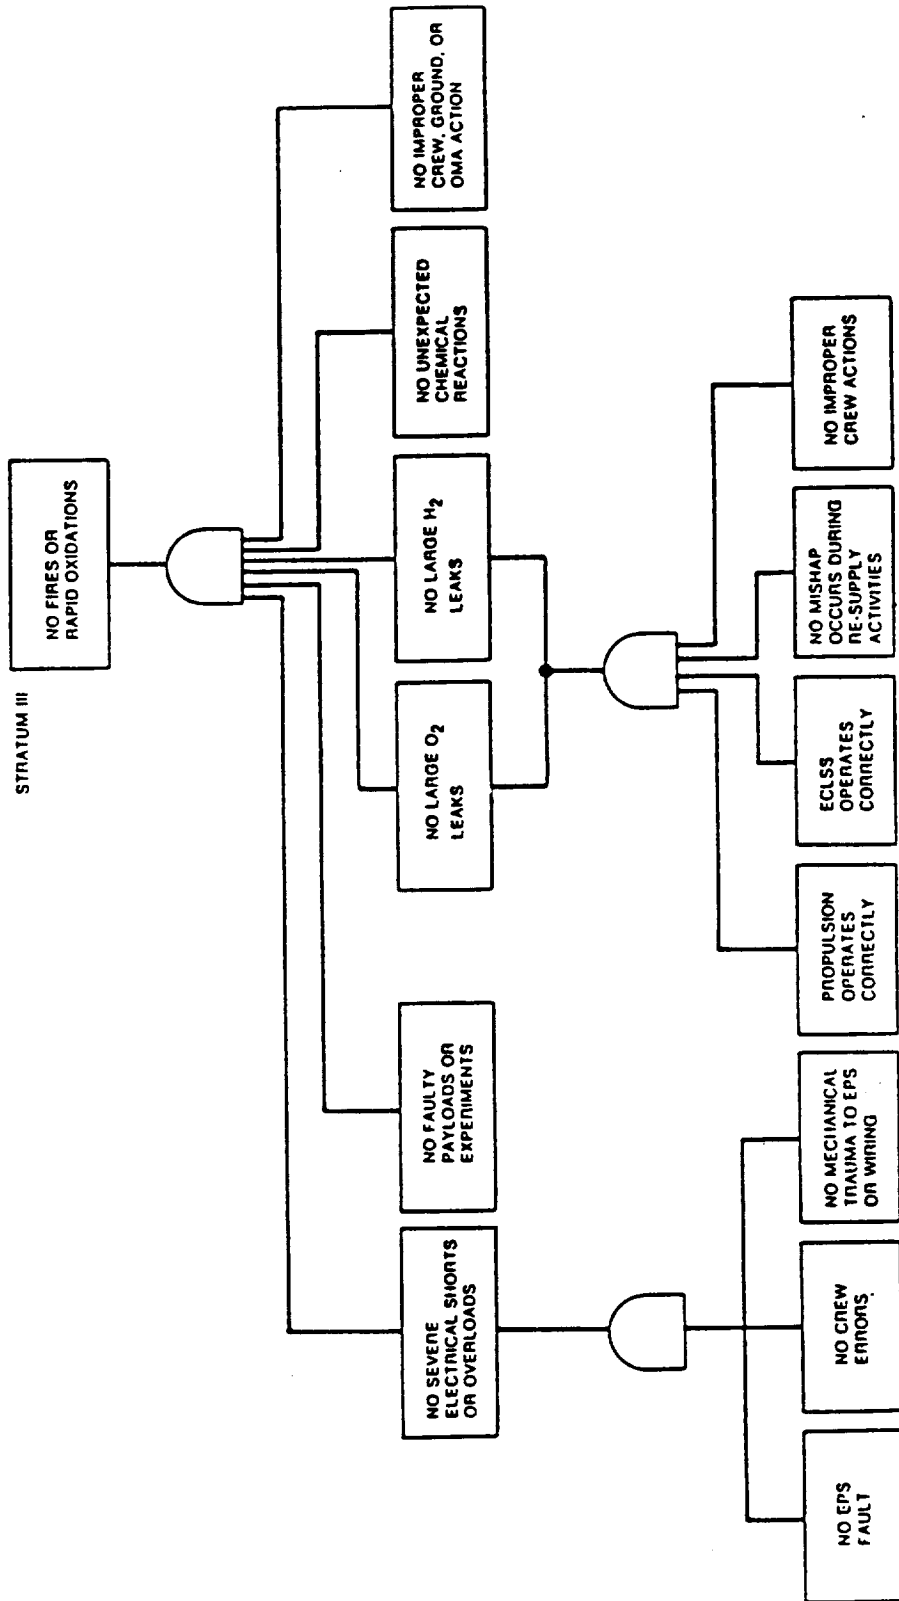 STRATUM III
NO FIRES OR
RAPID OXIDATIONS
NO SEVERE
ELECTRICAL SHORTS
OR OVERLOADS
NO FAULTY
PAYLOADS OR
EXPERIMENTS
NO LARGE O2
LEAKS
NO LARGE H2
LEAKS
NO UNEXPECTED
CHEMICAL
REACTIONS
NO IMPROPER
CREW, GROUND, OR
OMA ACTION
NO EPS
FAULT
NO CREW
ERRORS
NO MECHANICAL
TRAUMA TO EPS
OR WIRING
PROPULSION
OPERATES
CORRECTLY
ECLSS
OPERATES
CORRECTLY
NO MISHAP
OCCURS DURING
RE-SUPPLY
ACTIVITIES
NO IMPROPER
CREW ACTIONS